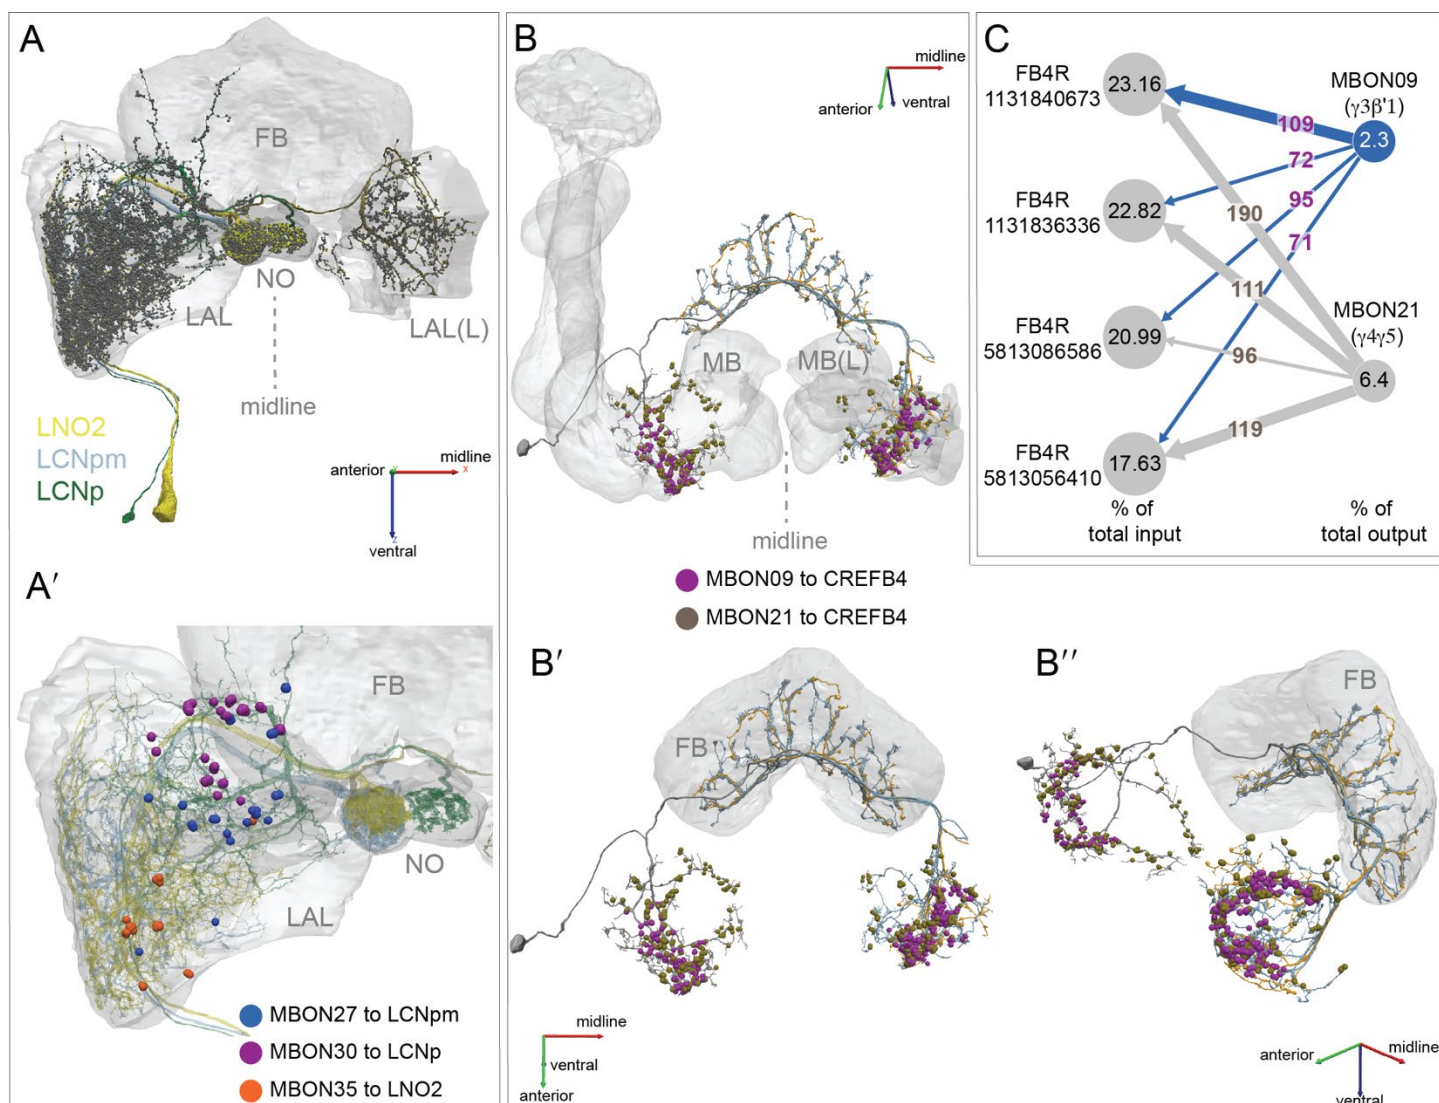 A
FB
NO
LAL
LAL(L)
midline
LNO2
LCNpm
LCNp
anterior
y
midline
x
z
ventral
A′
FB
NO
LAL
MBON27 to LCNpm
MBON30 to LCNp
MBON35 to LNO2
B
midline
anterior
ventral
MB
MB(L)
midline
MBON09 to CREFB4
MBON21 to CREFB4
B′
FB
midline
ventral
anterior
B′′
FB
anterior
midline
ventral
C
FB4R
1131840673
23.16
MBON09
(γ3β'1)
2.3
109
72
95
71
FB4R
1131836336
22.82
190
111
MBON21
(γ4γ5)
6.4
FB4R
5813086586
20.99
96
119
FB4R
5813056410
17.63
% of
total input
% of
total output